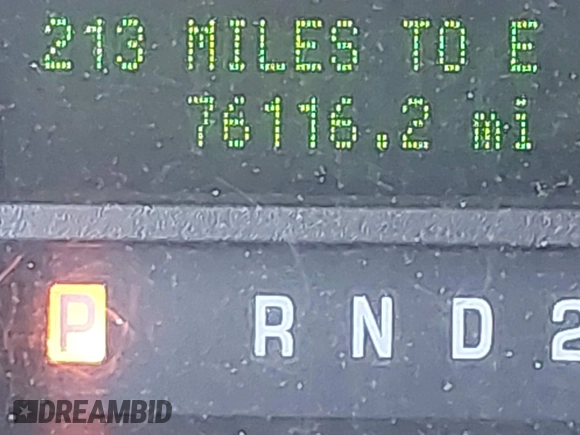 213 MILES TO E
76116.2 mi
P R N D 2
DREAMBID